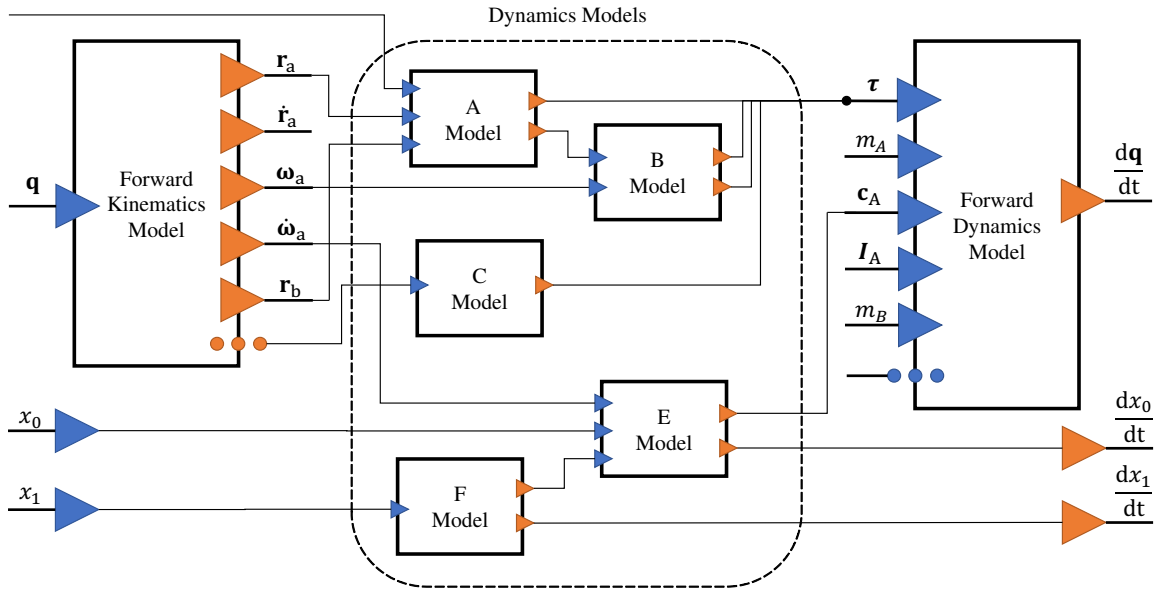 Dynamics Models
q
Forward
Kinematics
Model
r_a
ṙ_a
ω_a
ω̇_a
r_b
A
Model
B
Model
C
Model
E
Model
F
Model
τ
m_A
c_A
I_A
m_B
Forward
Dynamics
Model
dq
dt
x_0
x_1
dx_0
dt
dx_1
dt